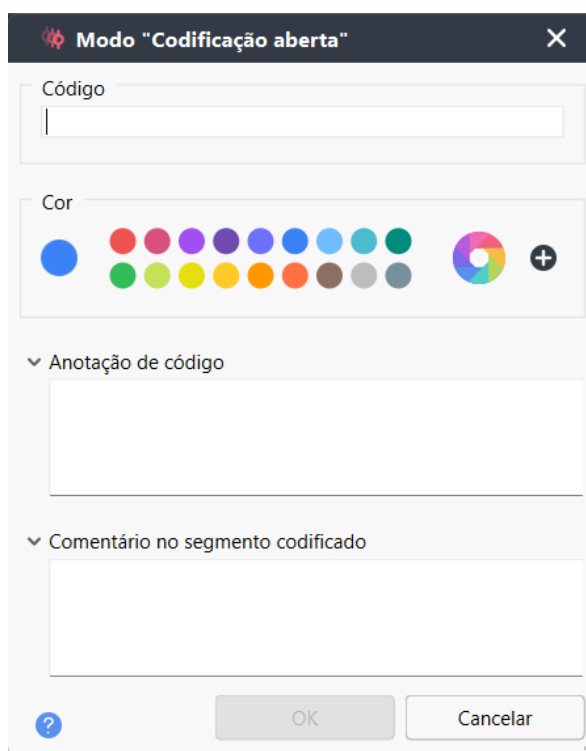 Modo "Codificação aberta"
Código
Cor
Anotação de código
Comentário no segmento codificado
OK
Cancelar